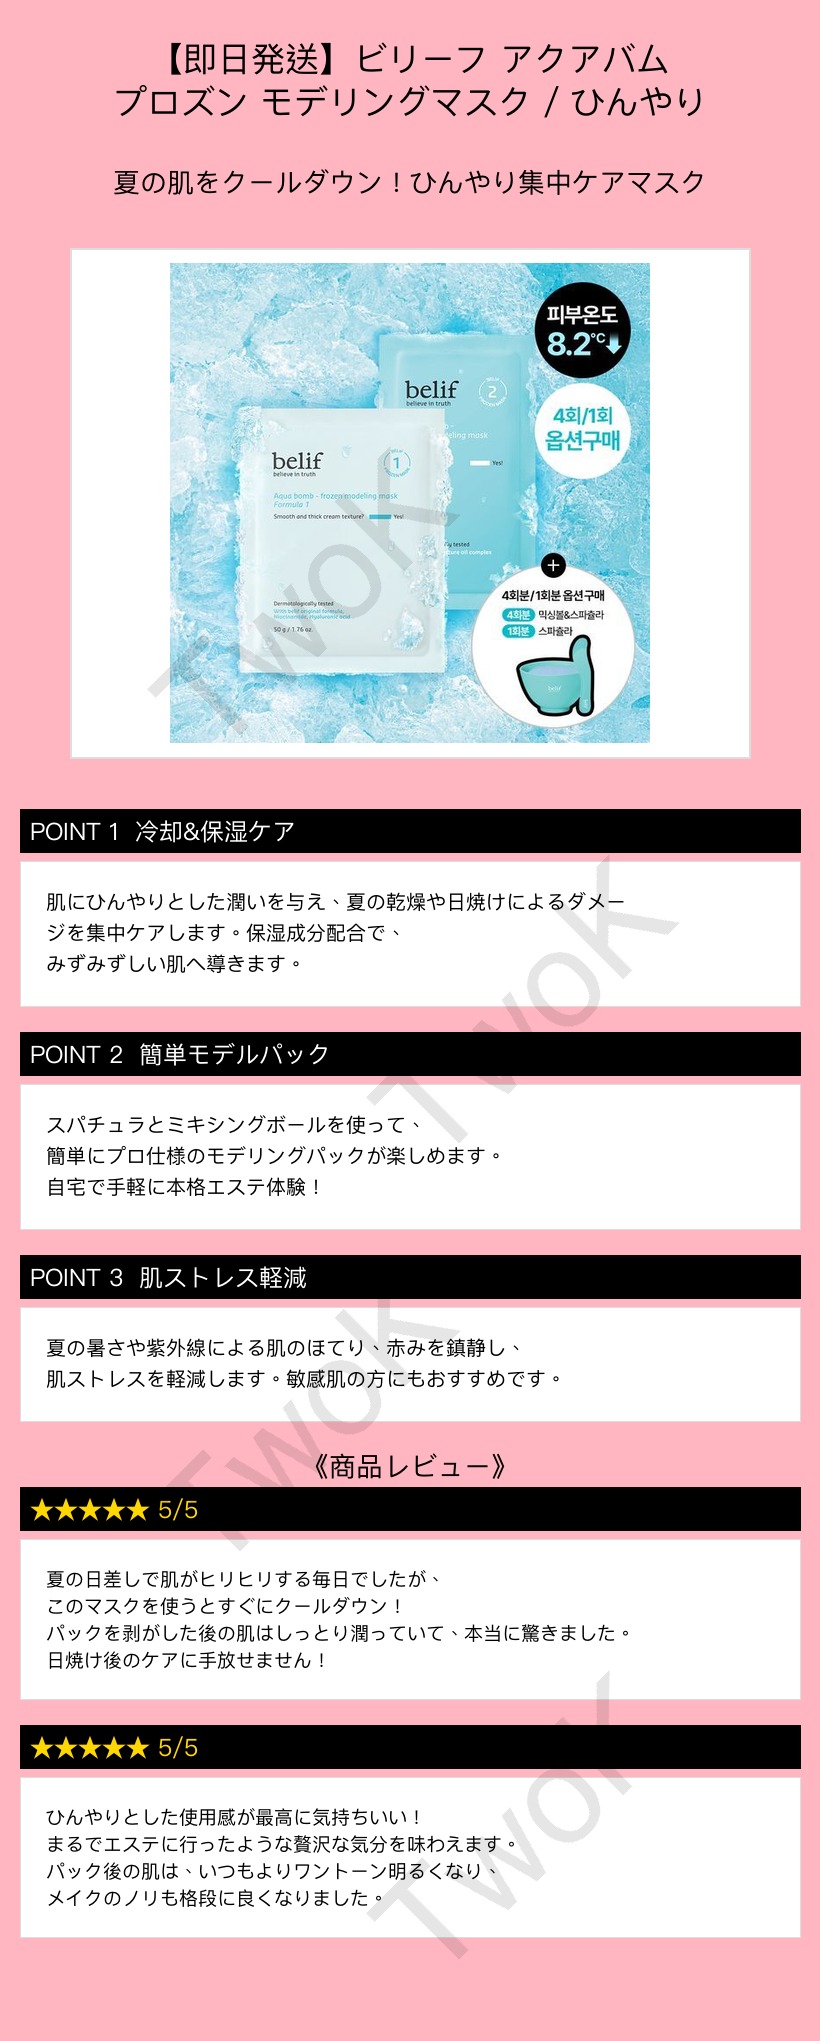 【即日発送】ビリーフ アクアバム
プロズン モデリングマスク / ひんやり
夏の肌をクールダウン！ひんやり集中ケアマスク
피부온도
8.2℃
4회/1회
옵션구매
belif
believe in truth
2
eling mask
Yes!
ly tested
ture oil complex
belif
believe in truth
1
Aqua bomb - frozen modeling mask
Formula 1
Smooth and thick cream texture? Yes!
Dermatologically tested
With belif original formula,
Niacinamide, Hyaluronic acid
50 g / 1.76 oz.
+
4회분/1회분 옵션구매
4회분 믹싱볼&스파츌라
1회분 스파츌라
belif
TwoK
POINT 1 冷却&保湿ケア
肌にひんやりとした潤いを与え、夏の乾燥や日焼けによるダメー
ジを集中ケアします。保湿成分配合で、
みずみずしい肌へ導きます。
TwoK
POINT 2 簡単モデルパック
スパチュラとミキシングボールを使って、
簡単にプロ仕様のモデリングパックが楽しめます。
自宅で手軽に本格エステ体験！
POINT 3 肌ストレス軽減
夏の暑さや紫外線による肌のほてり、赤みを鎮静し、
肌ストレスを軽減します。敏感肌の方にもおすすめです。
TwoK
《商品レビュー》
★★★★★ 5/5
夏の日差しで肌がヒリヒリする毎日でしたが、
このマスクを使うとすぐにクールダウン！
パックを剥がした後の肌はしっとり潤っていて、本当に驚きました。
日焼け後のケアに手放せません！
★★★★★ 5/5
ひんやりとした使用感が最高に気持ちいい！
まるでエステに行ったような贅沢な気分を味わえます。
パック後の肌は、いつもよりワントーン明るくなり、
メイクのノリも格段に良くなりました。
TwoK